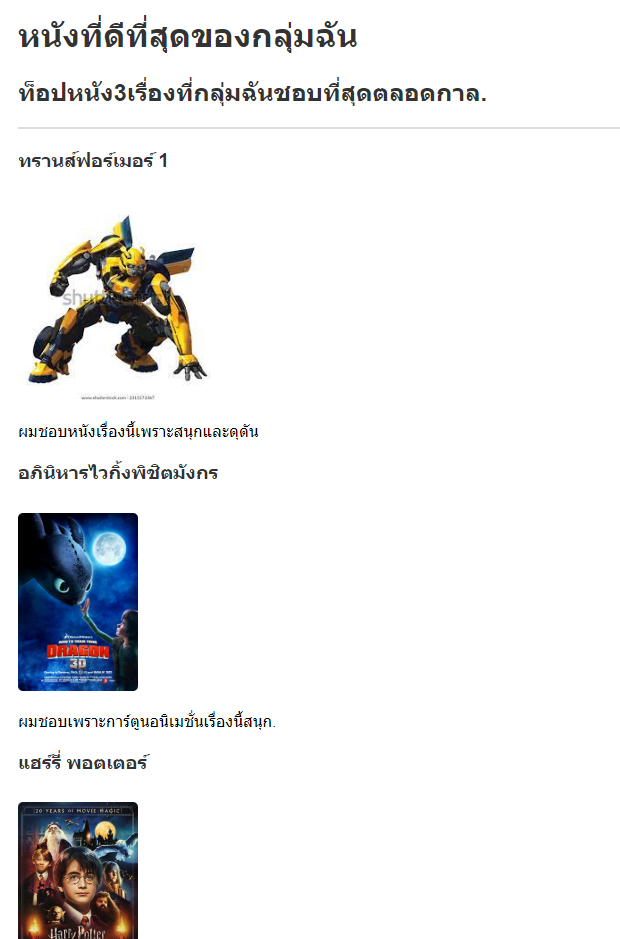 หนังที่ดีที่สุดของกลุ่มฉัน
ท็อปหนัง3เรื่องที่กลุ่มฉันชอบที่สุดตลอดกาล.
ทรานส์ฟอร์เมอร์ 1
www.shutterstock.com · 2315573367
ผมชอบหนังเรื่องนี้เพราะสนุกและดุดัน
อภินิหารไวกิ้งพิชิตมังกร
HOW TO TRAIN YOUR
DRAGON
3D
ผมชอบเพราะการ์ตูนอนิเมชั่นเรื่องนี้สนุก.
แฮร์รี่ พอตเตอร์
20 YEARS OF MOVIE MAGIC
Harry Potter